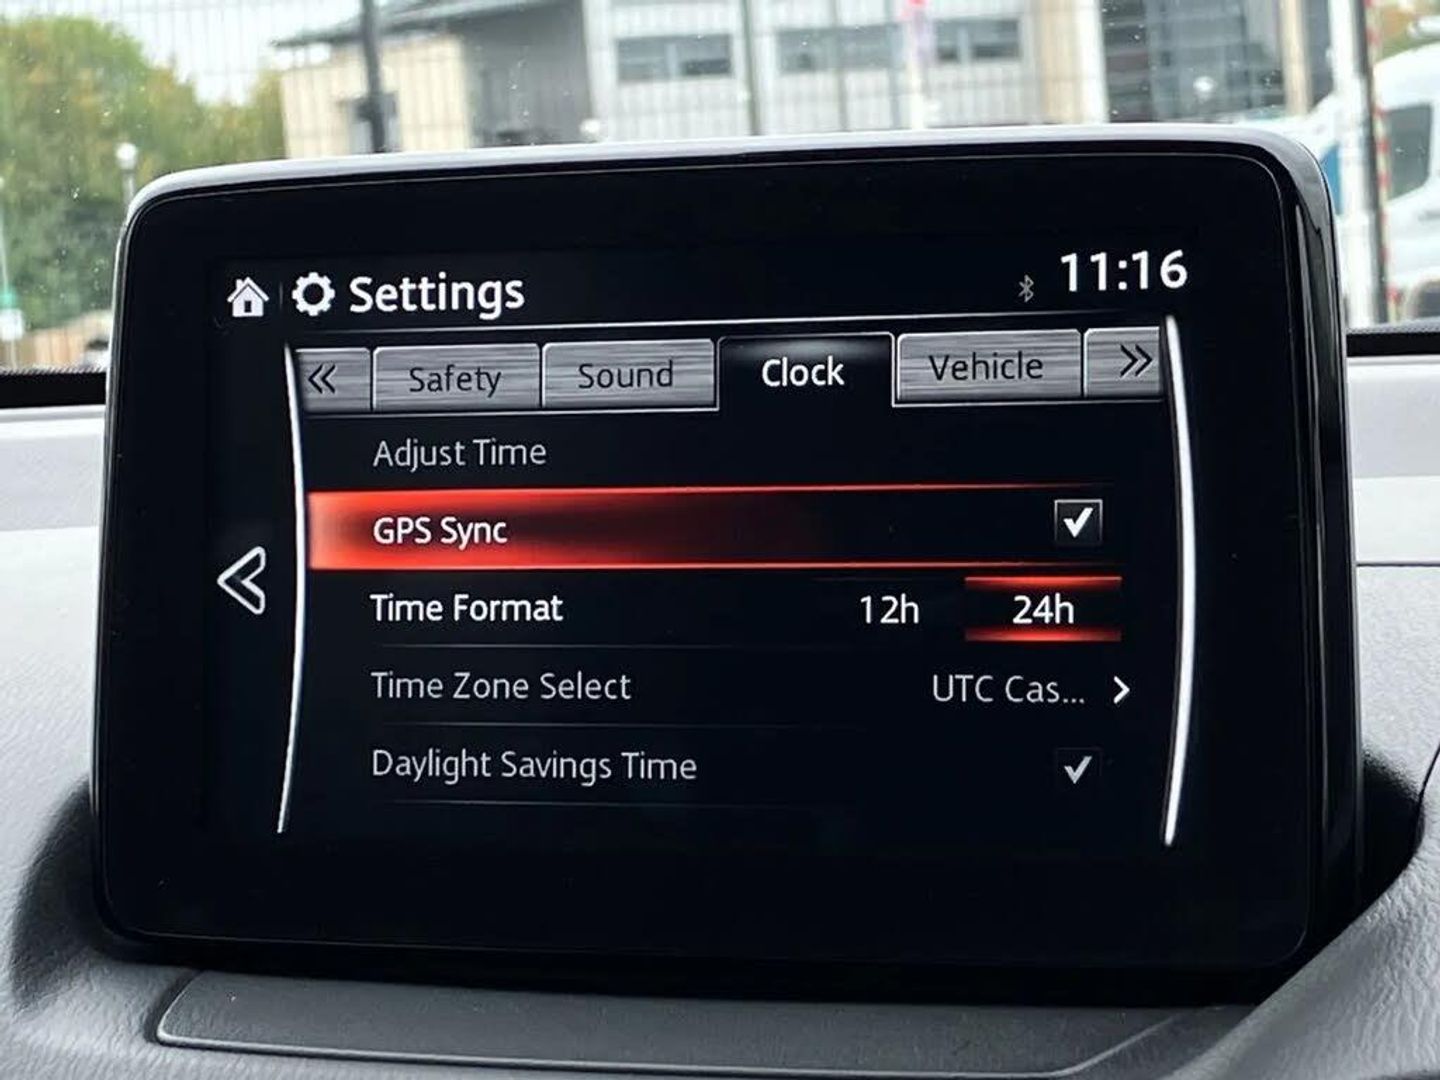 Settings 11:16
« Safety Sound Clock Vehicle »
Adjust Time
GPS Sync
Time Format 12h 24h
Time Zone Select UTC Cas... >
Daylight Savings Time